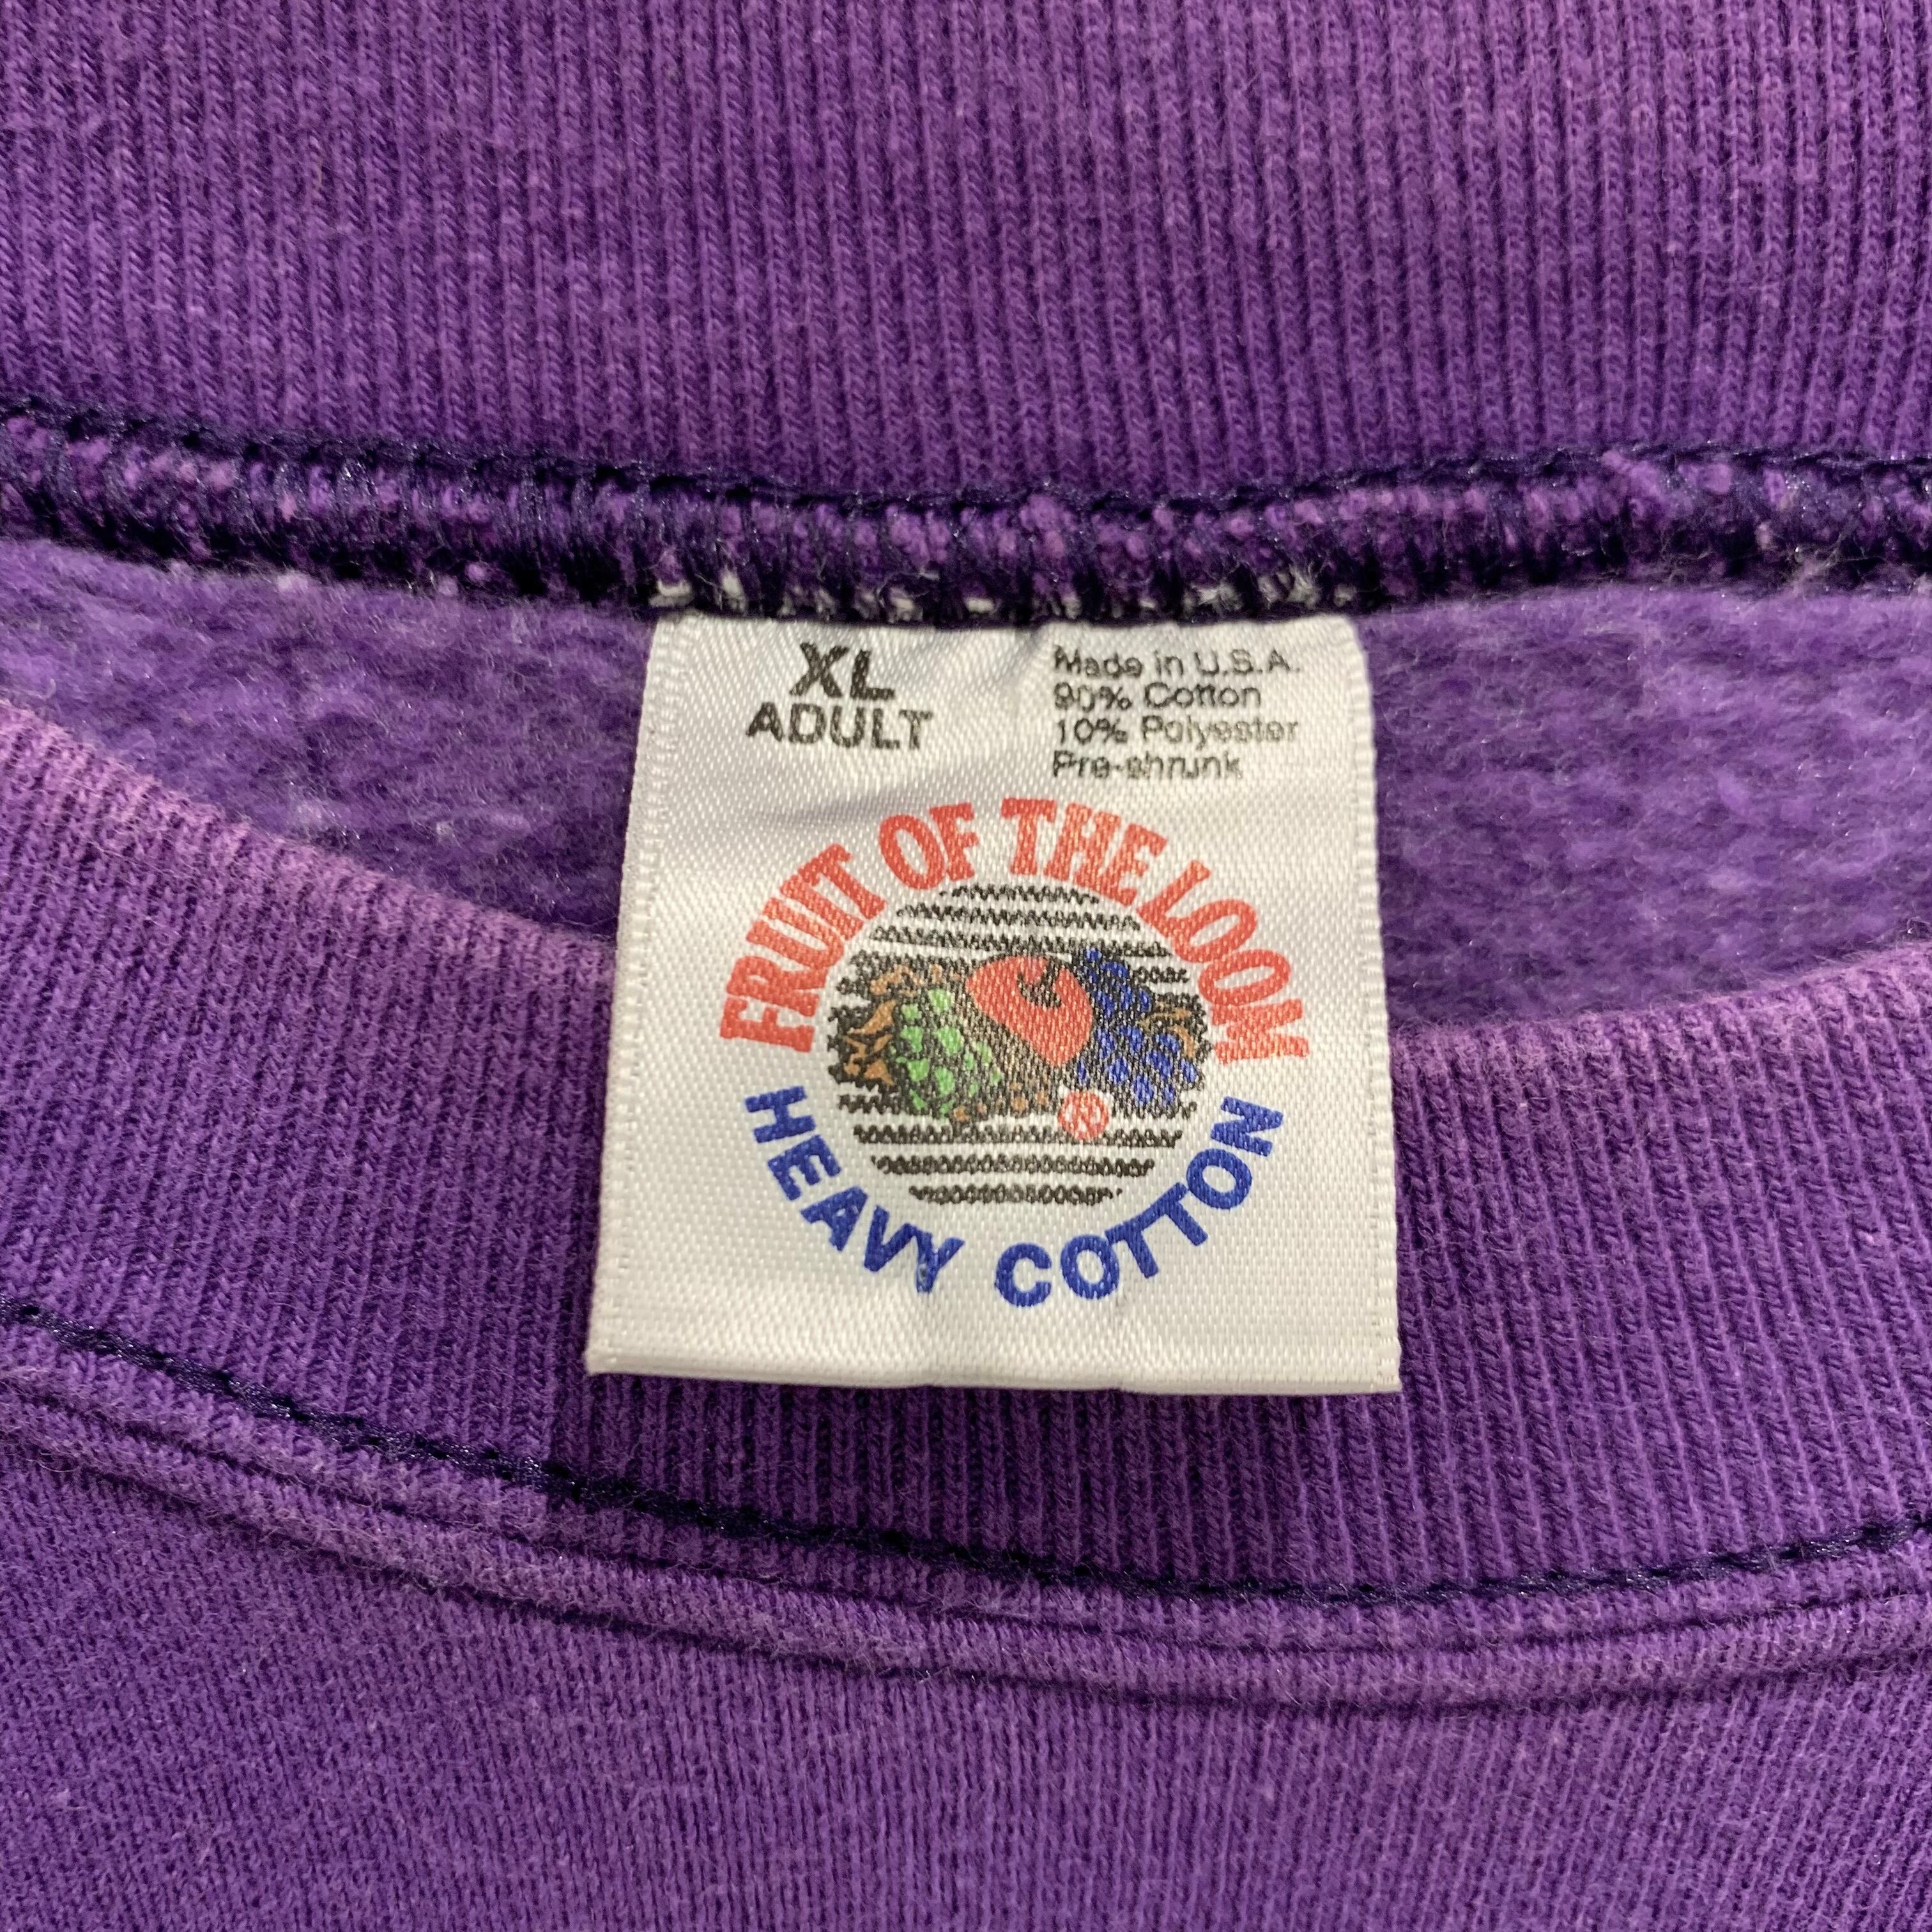 XL
ADULT
Made in U.S.A.
90% Cotton
10% Polyester
Pre-shrunk
FRUIT OF THE LOOM
®
HEAVY COTTON